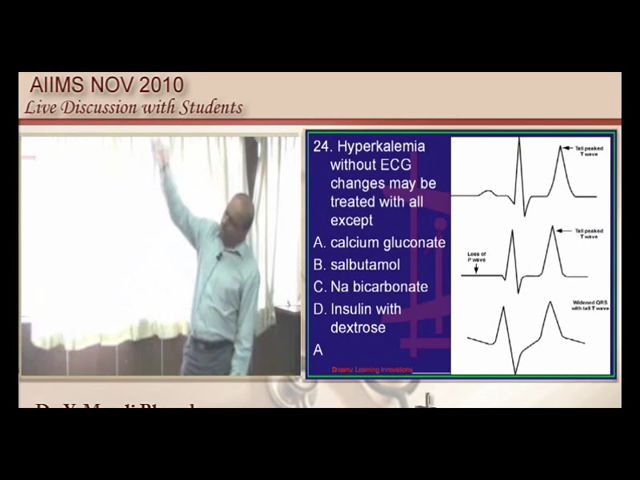 AIIMS NOV 2010
Live Discussion with Students
24. Hyperkalemia
without ECG
changes may be
treated with all
except
A. calcium gluconate
B. salbutamol
C. Na bicarbonate
D. Insulin with
dextrose
A
Tall peaked
T wave
Tall peaked
T wave
Loss of
P wave
Widened QRS
with tall T wave
Learning Innovations